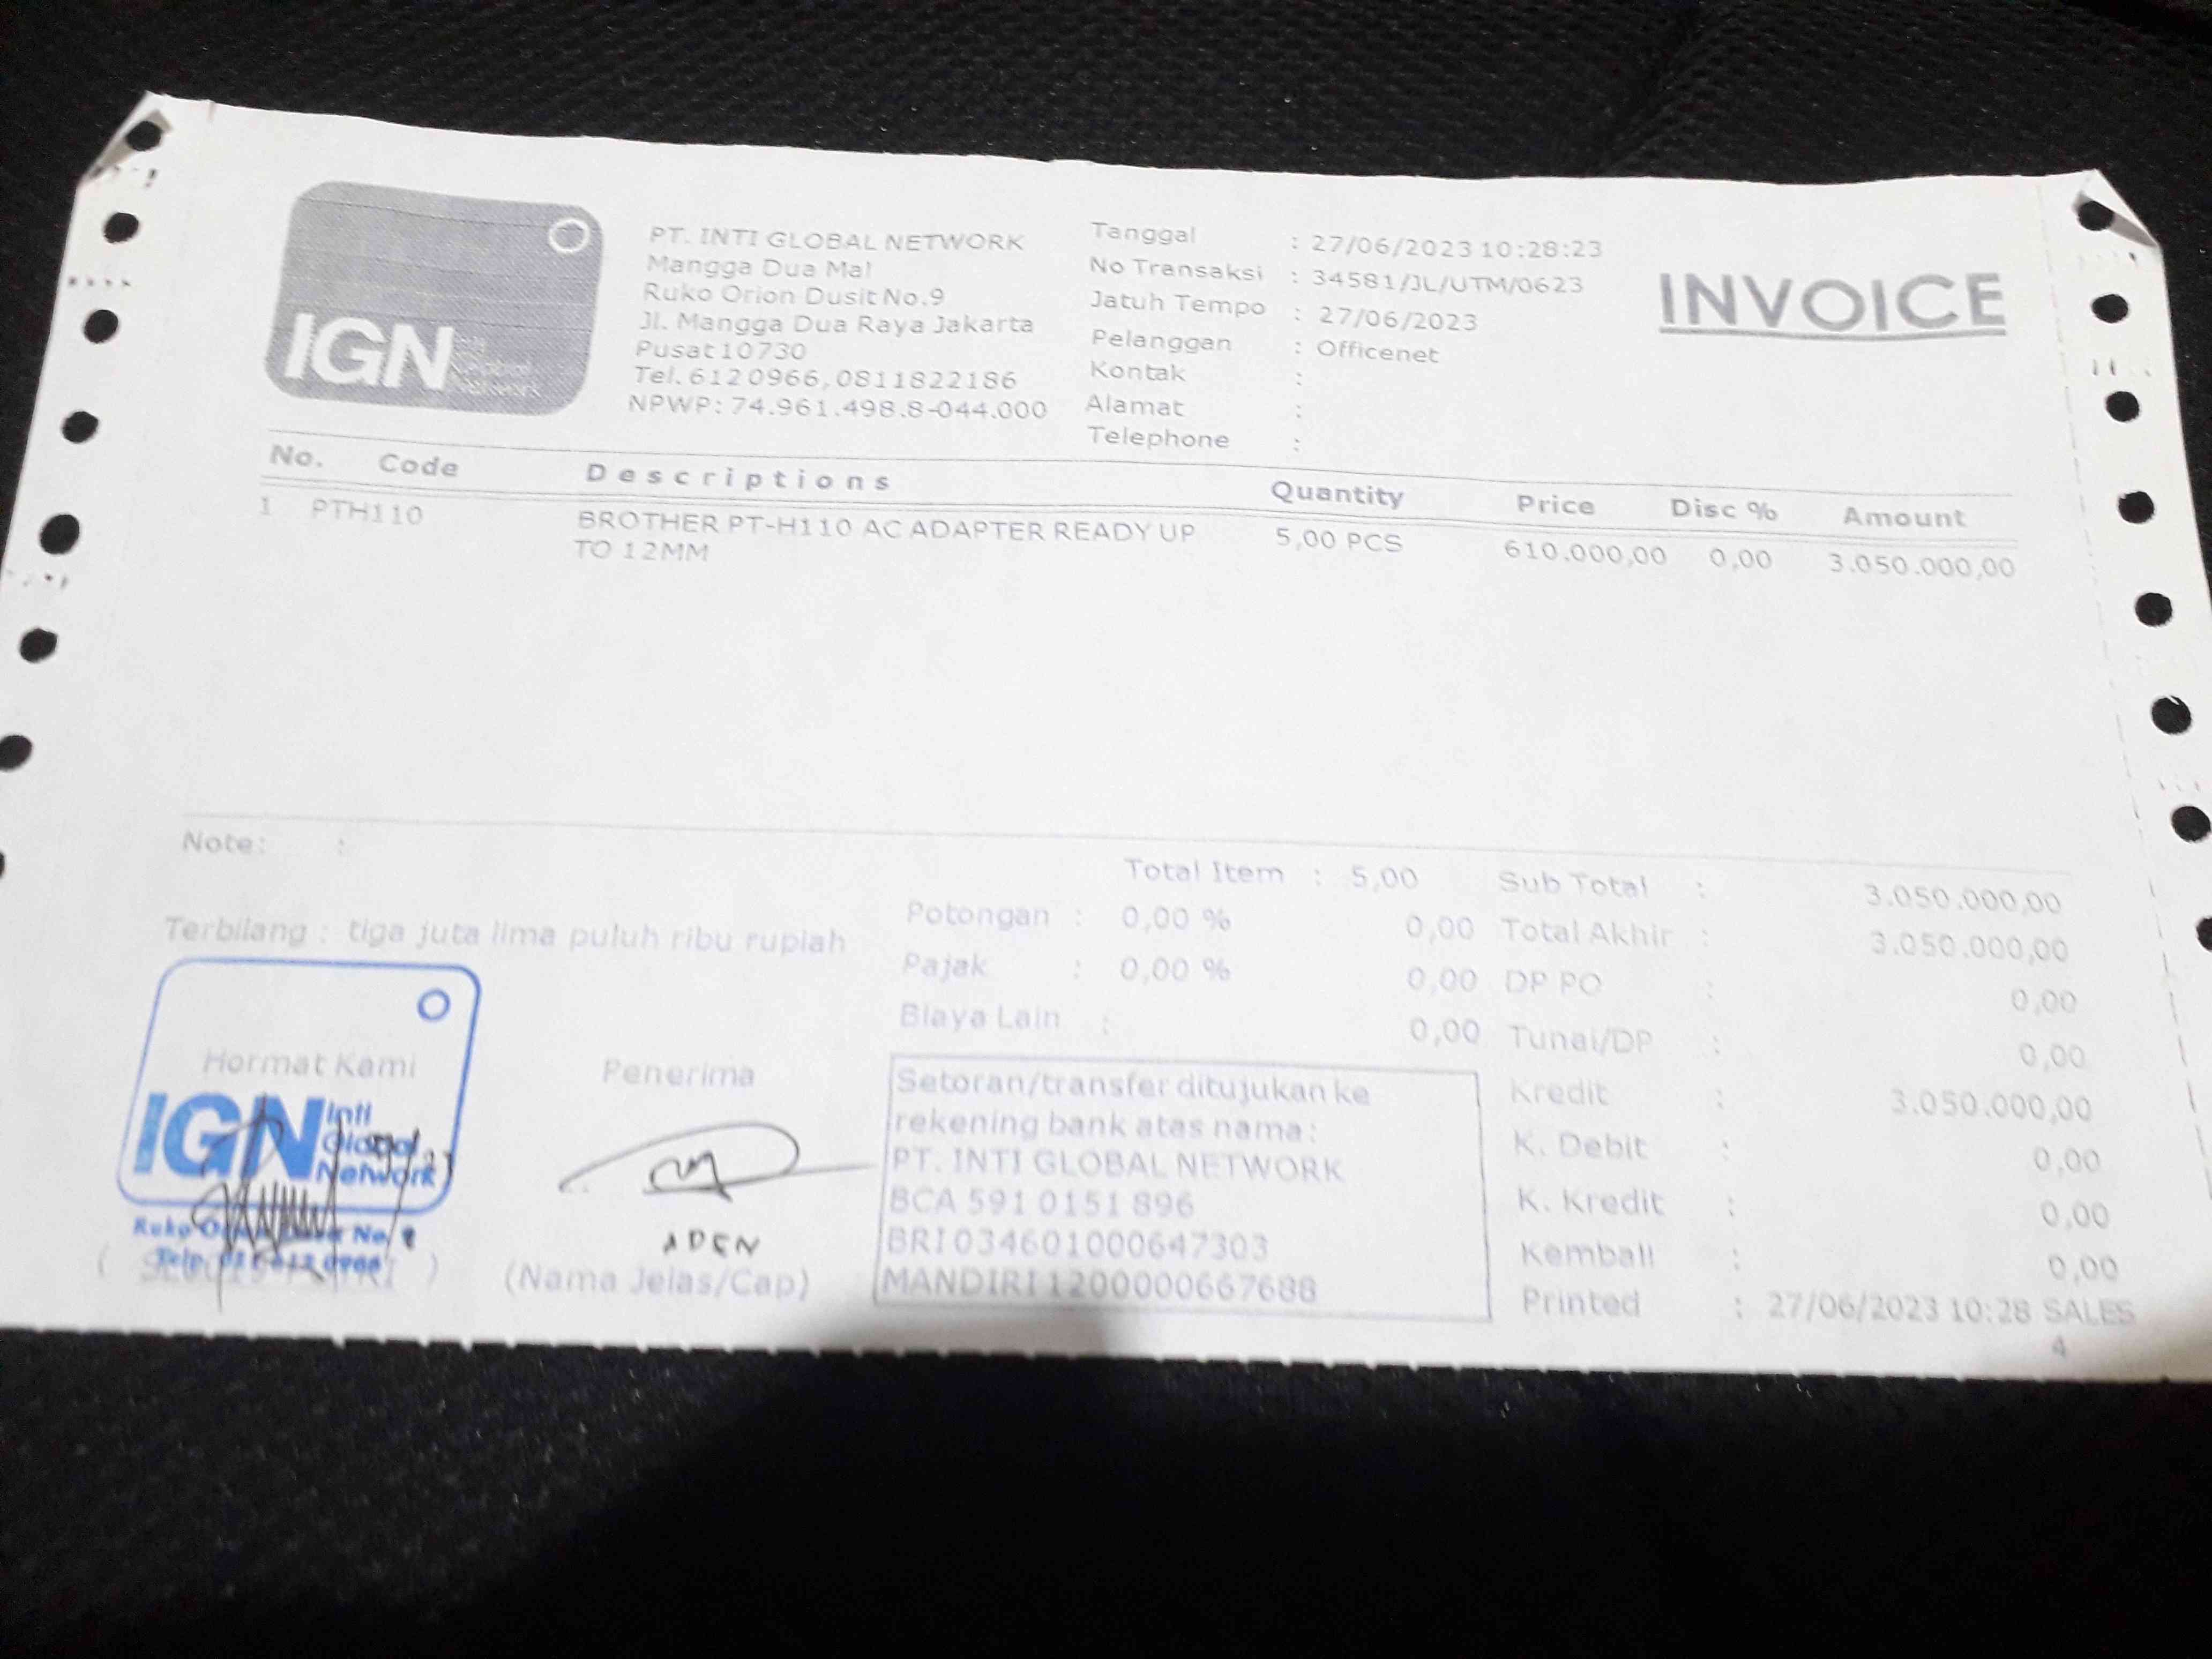 IGN
PT. INTI GLOBAL NETWORK
Mangga Dua Mal
Ruko Orion Dusit No.9
Jl. Mangga Dua Raya Jakarta
Pusat 10730
Tel. 612 0966, 0811822186
NPWP: 74.961.498.8-044.000
Tanggal : 27/06/2023 10:28:23
No Transaksi : 34581/JL/UTM/0623
Jatuh Tempo : 27/06/2023
Pelanggan : Officenet
Kontak :
Alamat :
Telephone :
INVOICE
No. Code Descriptions Quantity Price Disc % Amount
1 PTH110 BROTHER PT-H110 AC ADAPTER READY UP 5,00 PCS 610.000,00 0,00 3.050.000,00
TO 12MM
Note: :
Terbilang : tiga juta lima puluh ribu rupiah
Total Item : 5,00
Potongan : 0,00 % 0,00
Pajak : 0,00 % 0,00
Biaya Lain : 0,00
Sub Total : 3.050.000,00
Total Akhir : 3.050.000,00
DP PO : 0,00
Tunai/DP : 0,00
Kredit : 3.050.000,00
K. Debit : 0,00
K. Kredit : 0,00
Kembali : 0,00
Printed : 27/06/2023 10:28 SALES
4
Hormat Kami
IGN Inti
Global
Network
Penerima
ADEN
(Nama Jelas/Cap)
Setoran/transfer ditujukan ke
rekening bank atas nama:
PT. INTI GLOBAL NETWORK
BCA 591 0151 896
BRI 034601000647303
MANDIRI 1200000667688